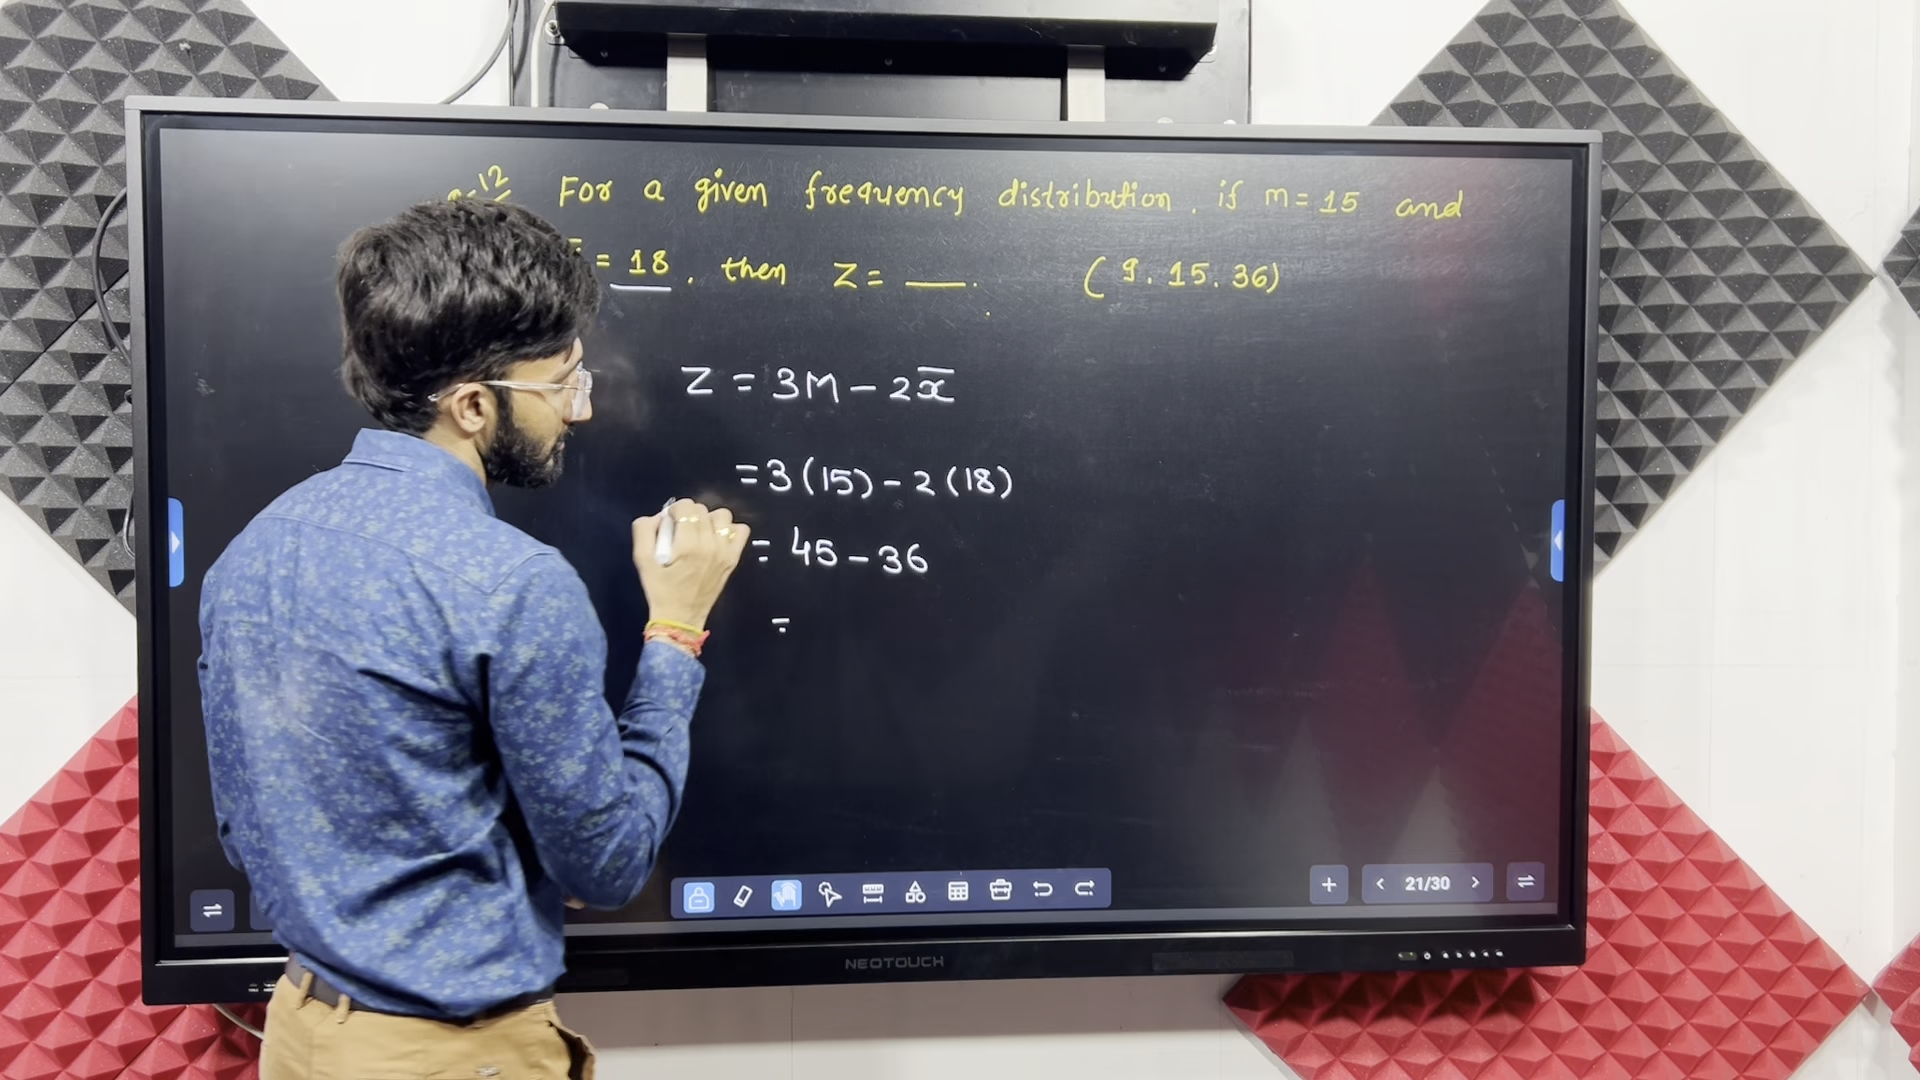 -12 For a given frequency distribution, if m=15 and
= 18, then Z= ___. (9. 15. 36)
Z = 3M - 2x̅
=3(15)-2(18)
= 45-36
=
21/30
NEOTOUCH